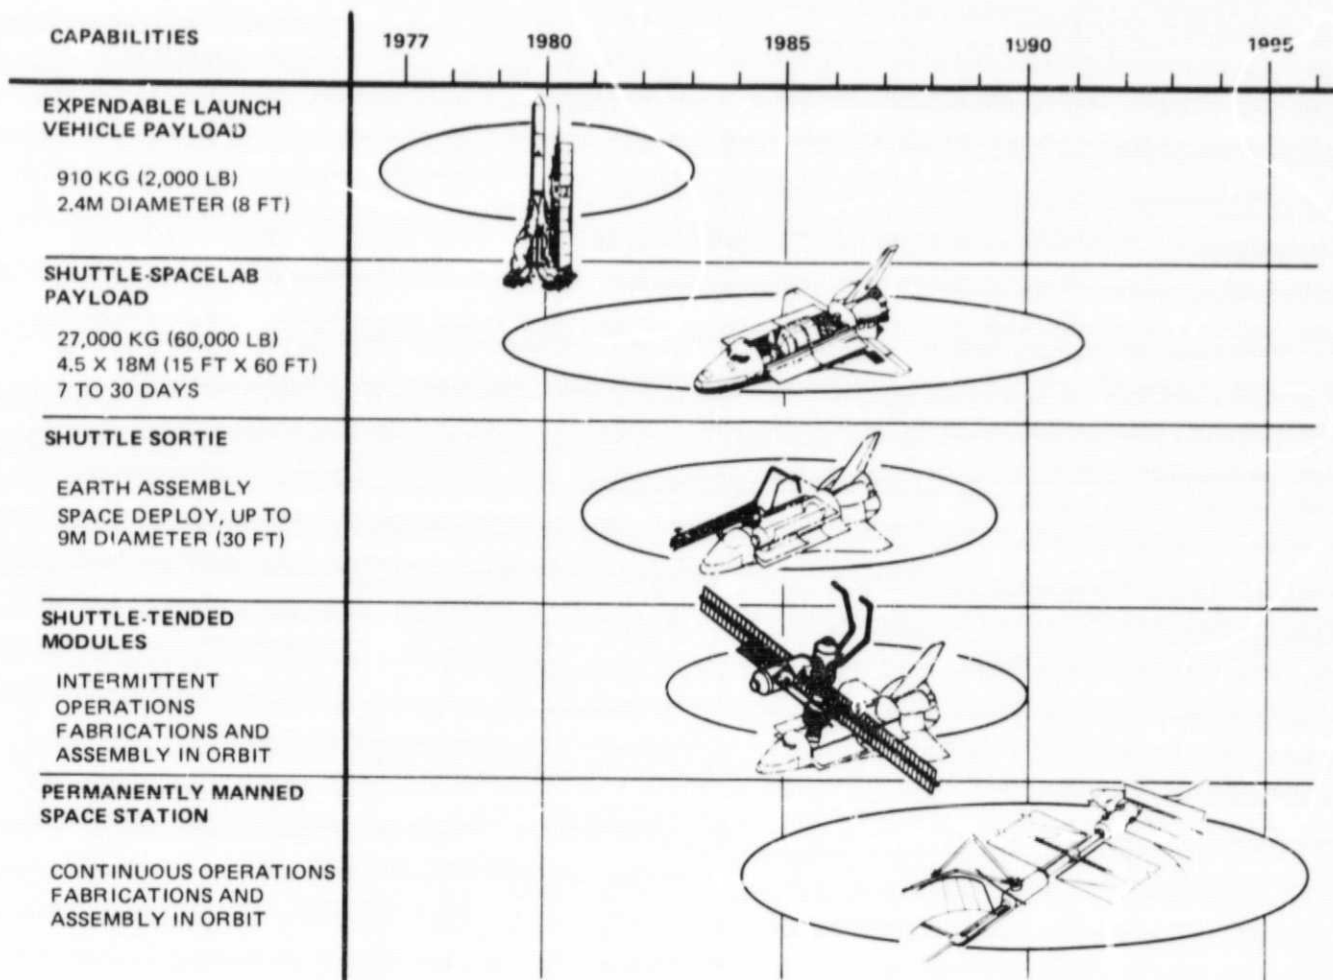 CAPABILITIES
1977 1980 1985 1990 1995
EXPENDABLE LAUNCH
VEHICLE PAYLOAD
910 KG (2,000 LB)
2.4M DIAMETER (8 FT)
SHUTTLE-SPACELAB
PAYLOAD
27,000 KG (60,000 LB)
4.5 X 18M (15 FT X 60 FT)
7 TO 30 DAYS
SHUTTLE SORTIE
EARTH ASSEMBLY
SPACE DEPLOY, UP TO
9M DIAMETER (30 FT)
SHUTTLE-TENDED
MODULES
INTERMITTENT
OPERATIONS
FABRICATIONS AND
ASSEMBLY IN ORBIT
PERMANENTLY MANNED
SPACE STATION
CONTINUOUS OPERATIONS
FABRICATIONS AND
ASSEMBLY IN ORBIT